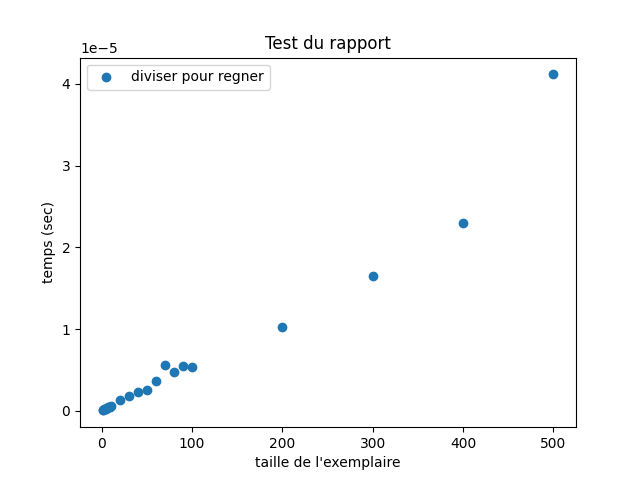 Test du rapport
1e−5
diviser pour regner
4
3
2
1
0
temps (sec)
0
100
200
300
400
500
taille de l'exemplaire